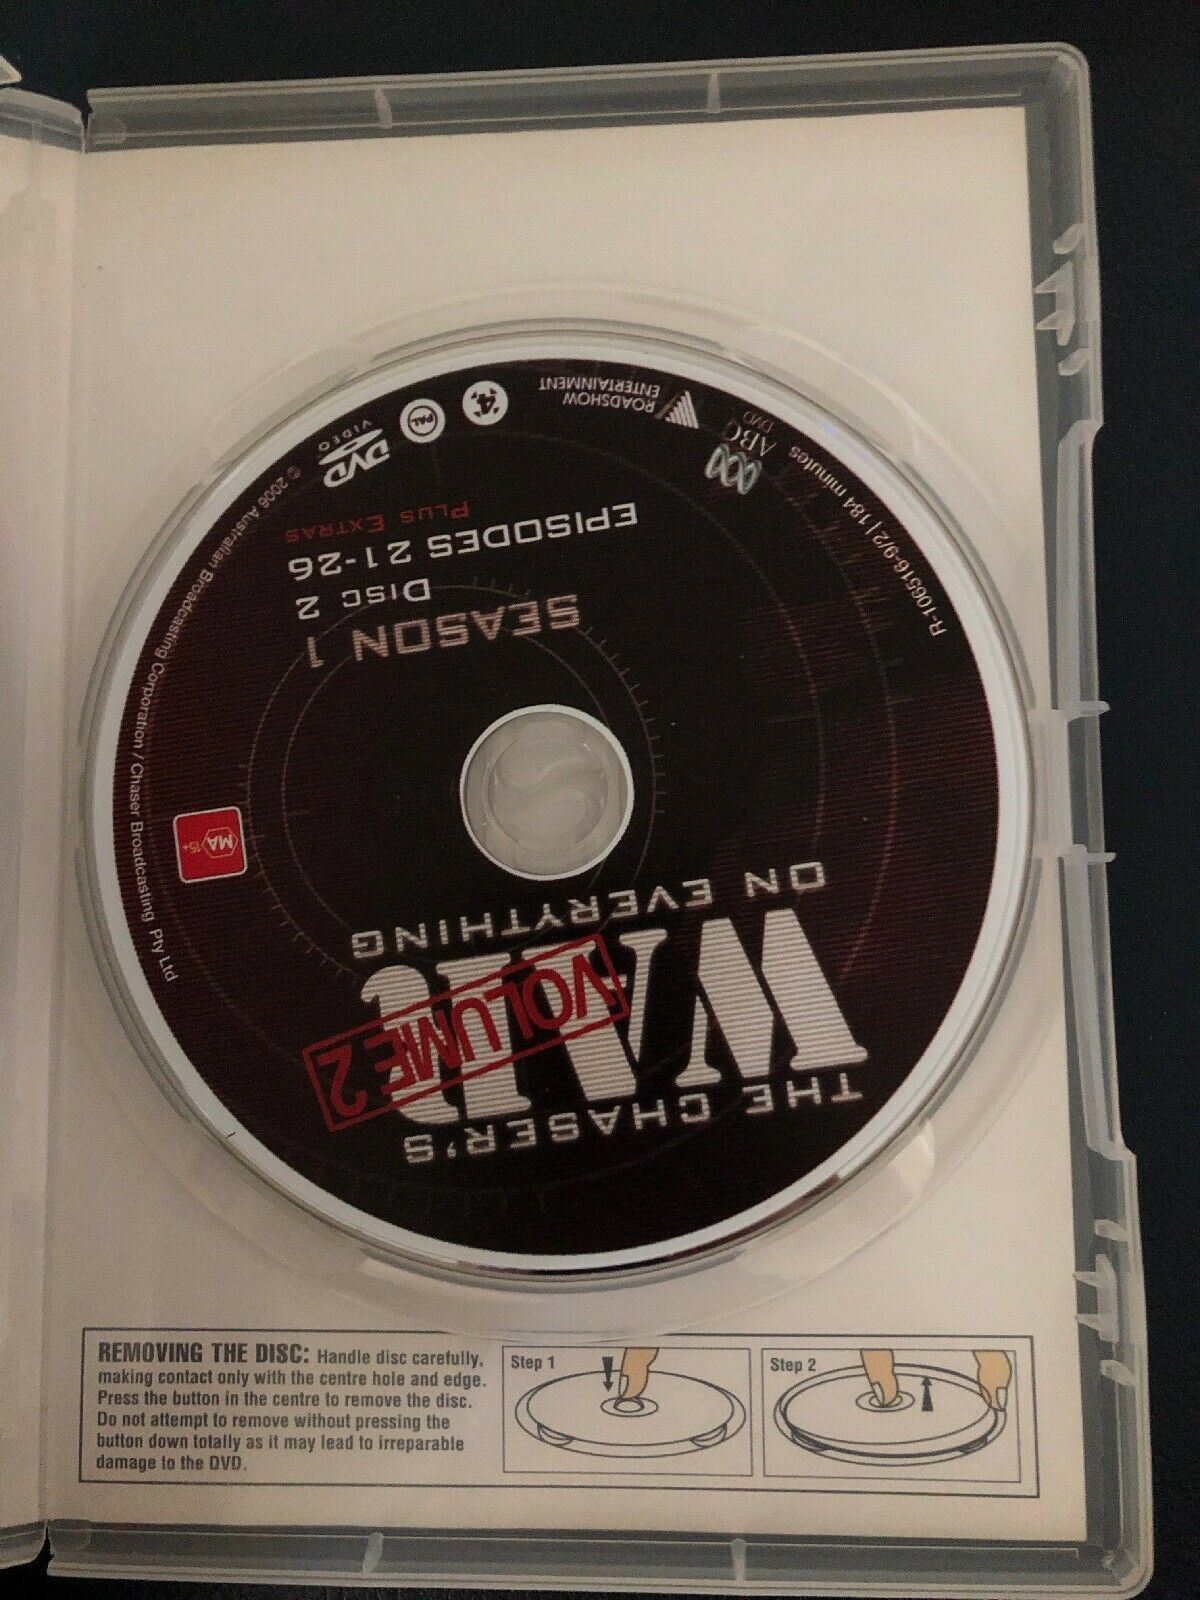 THE CHASER'S
WAR
VOLUME 2
ON EVERYTHING
MA 15+
SEASON 1
DISC 2
EPISODES 21-26
PLUS EXTRAS
DVD
VIDEO
PAL
4
ROADSHOW
ENTERTAINMENT
ABC
DVD
R-106516-9/2 | 184 minutes
© 2006 Australian Broadcasting Corporation / Chaser Broadcasting Pty Ltd
REMOVING THE DISC: Handle disc carefully,
making contact only with the centre hole and edge.
Press the button in the centre to remove the disc.
Do not attempt to remove without pressing the
button down totally as it may lead to irreparable
damage to the DVD.
Step 1
Step 2